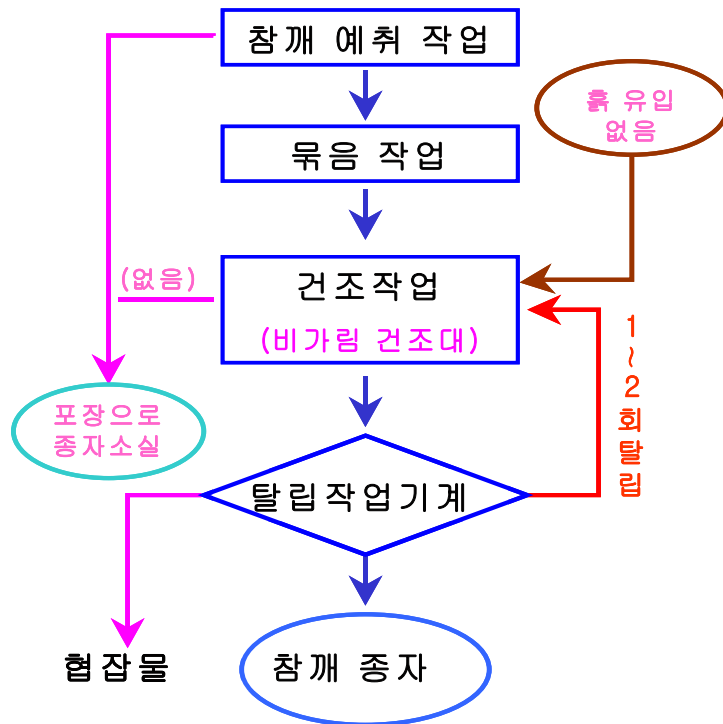 참깨 예취 작업
흙 유입
없음
묶음 작업
(없음)
건조작업
(비가림 건조대)
1~2회탈립
포장으로
종자소실
탈립작업기계
협잡물
참깨 종자